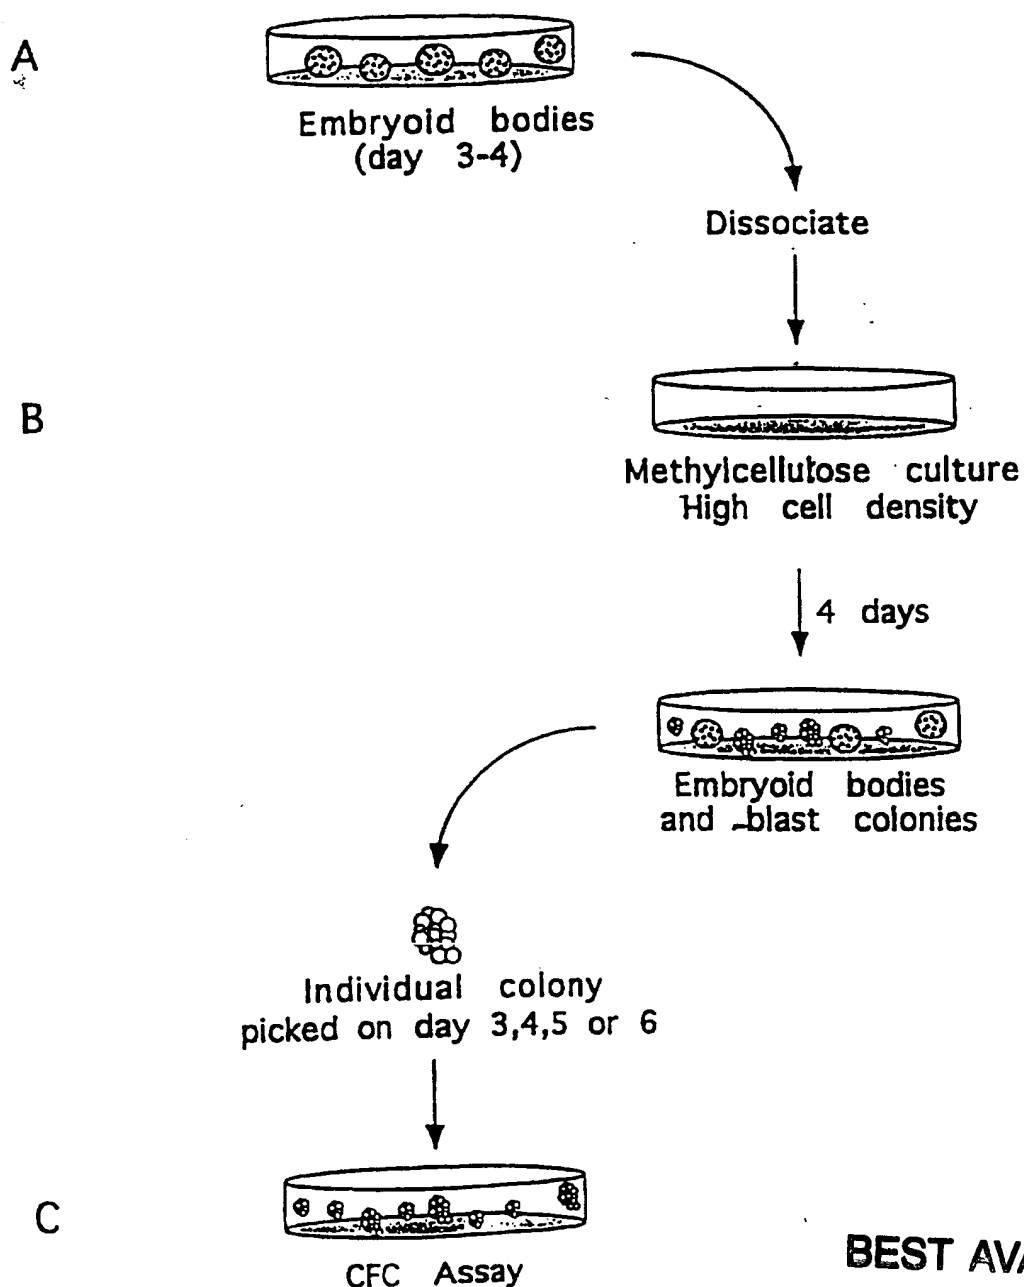 A
Embryoid bodies
(day 3-4)
Dissociate
B
Methylcellulose culture
High cell density
4 days
Embryoid bodies
and blast colonies
Individual colony
picked on day 3,4,5 or 6
C
CFC Assay
BEST AVA